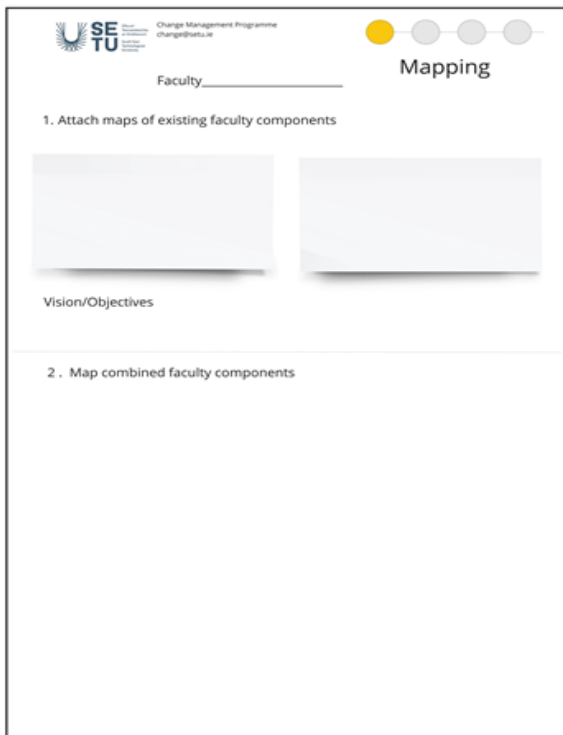 SE
TU
Change Management Programme
change@setu.ie
Mapping
Faculty____________________
1. Attach maps of existing faculty components
Vision/Objectives
2 . Map combined faculty components